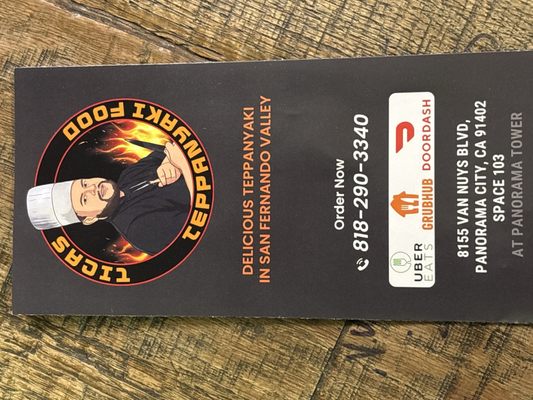 TICAS
TEPPANYAKI FOOD
DELICIOUS TEPPANYAKI
IN SAN FERNANDO VALLEY
Order Now
818-290-3340
UBER
EATS
GRUBHUB
DOORDASH
8155 VAN NUYS BLVD,
PANORAMA CITY, CA 91402
SPACE 103
AT PANORAMA TOWER